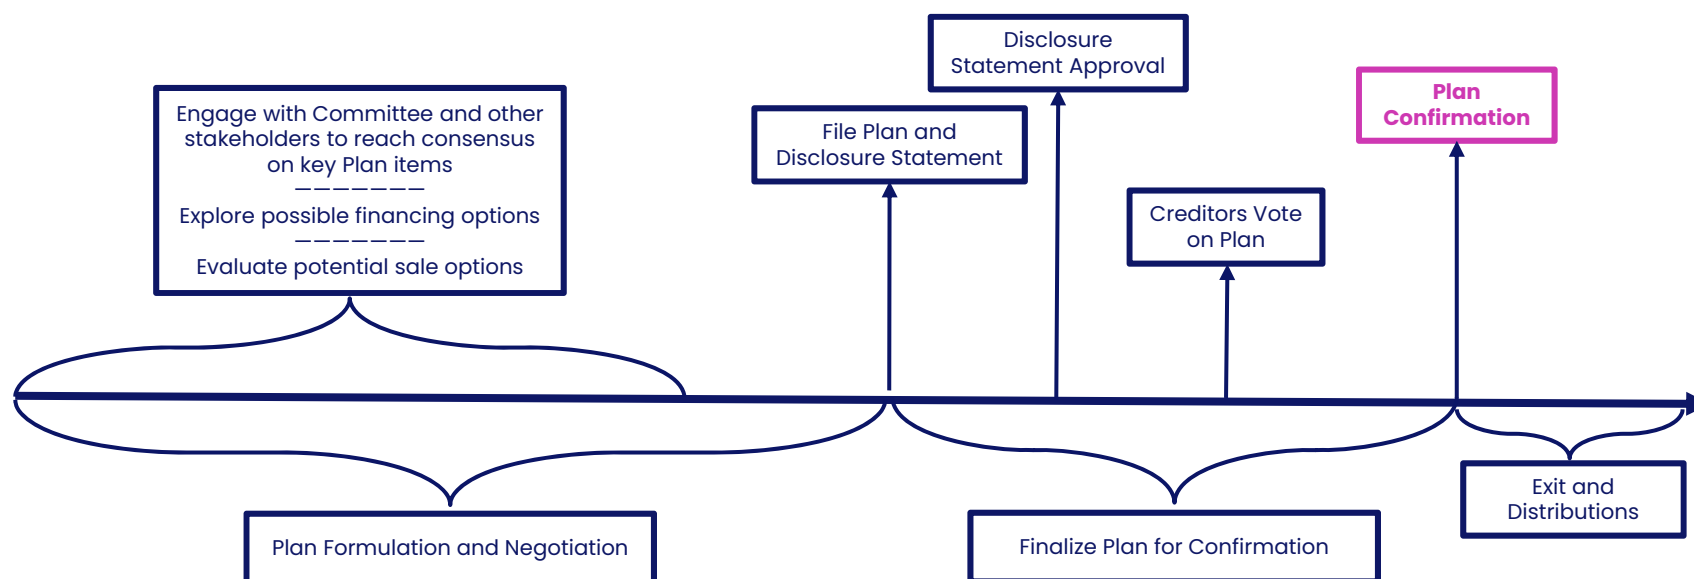 Disclosure
Statement Approval
Plan
Confirmation
Engage with Committee and other
stakeholders to reach consensus
on key Plan items
_______
Explore possible financing options
_______
Evaluate potential sale options
File Plan and
Disclosure Statement
Creditors Vote
on Plan
Exit and
Distributions
Plan Formulation and Negotiation
Finalize Plan for Confirmation